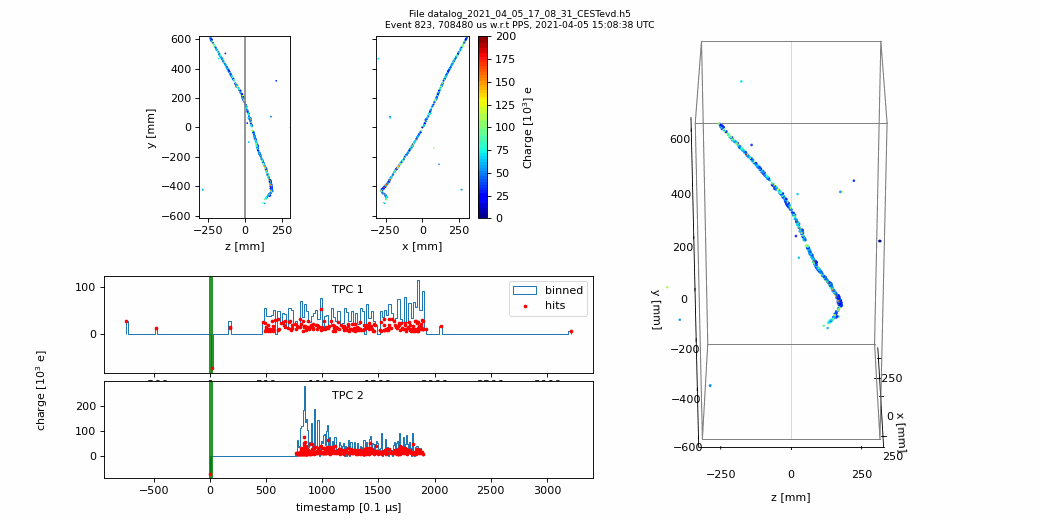 File datalog_2021_04_05_17_08_31_CESTevd.h5
Event 823, 708480 us w.r.t PPS, 2021-04-05 15:08:38 UTC
600
400
200
0
−200
−400
−600
y [mm]
−250 0 250
z [mm]
−250 0 250
x [mm]
200
175
150
125
100
75
50
25
0
Charge [10³] e
TPC 1
binned
hits
100
0
TPC 2
200
100
0
charge [10³ e]
−500 0 500 1000 1500 2000 2500 3000
timestamp [0.1 µs]
600
400
200
0
−200
−400
−600
y [mm]
−250
0
250
x [mm]
−250 0 250
z [mm]